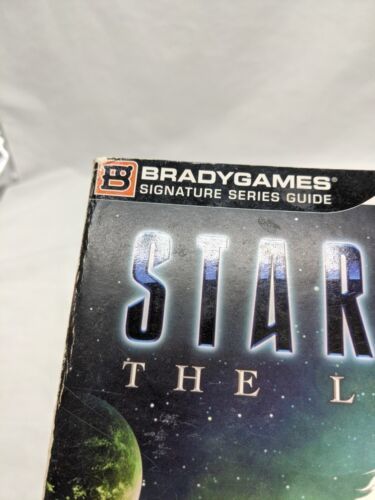 B BRADYGAMES®
SIGNATURE SERIES GUIDE
STAR
THE L